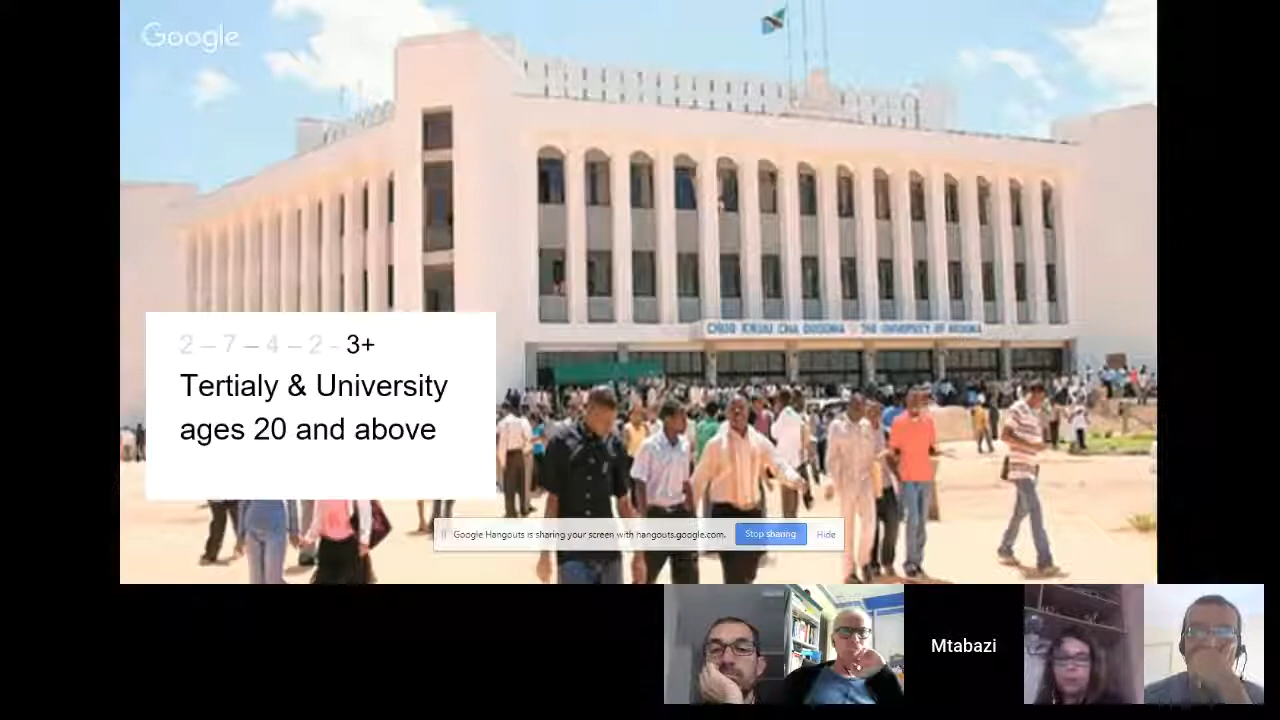 Google
CHUO KIKUU CHA DODOMA - THE UNIVERSITY OF DODOMA
2 – 7 – 4 – 2 - 3+
Tertialy & University
ages 20 and above
Google Hangouts is sharing your screen with hangouts.google.com.
Stop sharing
Hide
Mtabazi